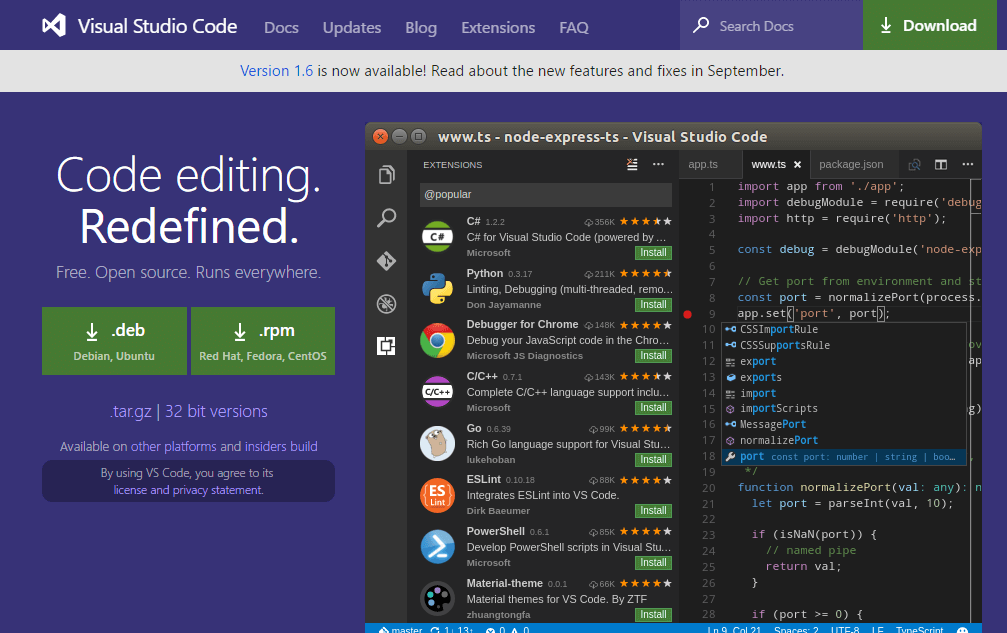 Visual Studio Code Docs Updates Blog Extensions FAQ Search Docs Download
Version 1.6 is now available! Read about the new features and fixes in September.
Code editing.
Redefined.
Free. Open source. Runs everywhere.
.deb
Debian, Ubuntu
.rpm
Red Hat, Fedora, CentOS
.tar.gz | 32 bit versions
Available on other platforms and insiders build
By using VS Code, you agree to its
license and privacy statement.
www.ts - node-express-ts - Visual Studio Code
EXTENSIONS
@popular
C# 1.2.2 356K
C#
C# for Visual Studio Code (powered by ...
Microsoft Install
Python 0.3.17 211K
Linting, Debugging (multi-threaded, remo...
Don Jayamanne Install
Debugger for Chrome 148K
Debug your JavaScript code in the Chro...
Microsoft JS Diagnostics Install
C/C++ 0.7.1 143K
C/C++
Complete C/C++ language support inclu...
Microsoft Install
Go 0.6.39 99K
Rich Go language support for Visual Stu...
lukehoban Install
ESLint 0.10.18 88K
ES
Lint
Integrates ESLint into VS Code.
Dirk Baeumer Install
PowerShell 0.6.1 85K
Develop PowerShell scripts in Visual Stu...
Microsoft Install
Material-theme 0.0.1 66K
Material themes for VS Code. By ZTF
zhuangtongfa Install
app.ts www.ts package.json
1 import app from './app';
2 import debugModule = require('debug
3 import http = require('http');
4
5 const debug = debugModule('node-exp
6
7 // Get port from environment and st
8 const port = normalizePort(process.
9 app.set('port', port);
10 CSSImportRule
11 CSSSupportsRule
12 export
13 exports
14 import
15 importScripts
16 MessagePort
17 normalizePort
18 port const port: number | string | boo...
19 */
20 function normalizePort(val: any): n
21 let port = parseInt(val, 10);
22
23 if (isNaN(port)) {
24 // named pipe
25 return val;
26 }
27
28 if (port >= 0) {
master 1↓ 13↑ 0 0 Ln 9, Col 21 Spaces: 2 UTF-8 LF TypeScript